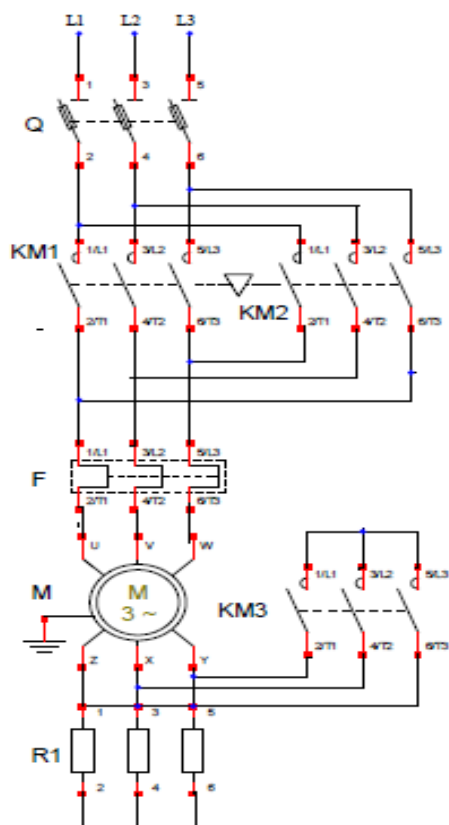 L1 L2 L3
1 3 5
Q
2 4 6
KM1 1/L1 3/L2 5/L3 1/L1 3/L2 5/L3
KM2
2/T1 4/T2 6/T3 2/T1 4/T2 6/T3
1/L1 3/L2 5/L3
F
2/T1 4/T2 6/T3
U V W
1/L1 3/L2 5/L3
M M KM3
3 ~
2/T1 4/T2 6/T3
Z X Y
1 3 5
R1
2 4 6